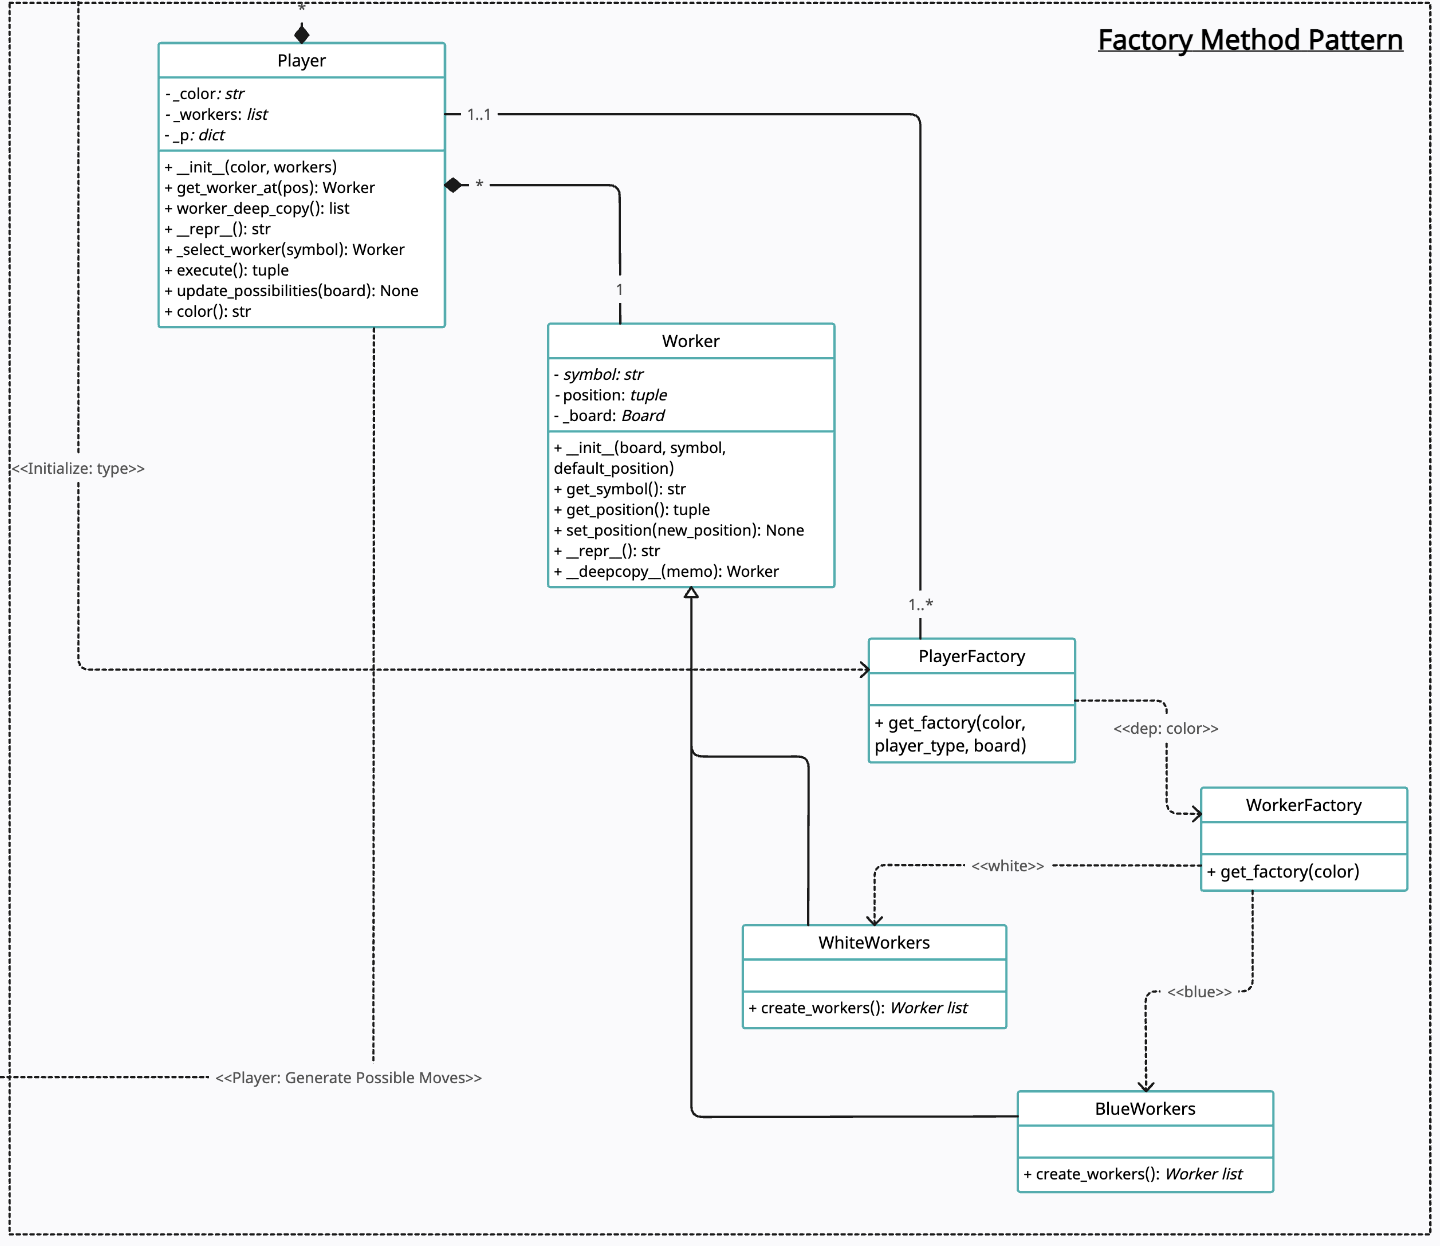 *
Factory Method Pattern
Player
- _color: str
- _workers: list
- _p: dict
+ __init__(color, workers)
+ get_worker_at(pos): Worker
+ worker_deep_copy(): list
+ __repr__(): str
+ _select_worker(symbol): Worker
+ execute(): tuple
+ update_possibilities(board): None
+ color(): str
1..1
*
1
Worker
- symbol: str
- position: tuple
- _board: Board
+ __init__(board, symbol,
default_position)
+ get_symbol(): str
+ get_position(): tuple
+ set_position(new_position): None
+ __repr__(): str
+ __deepcopy__(memo): Worker
<<Initialize: type>>
1..*
PlayerFactory
+ get_factory(color,
player_type, board)
<<dep: color>>
WorkerFactory
+ get_factory(color)
<<white>>
WhiteWorkers
+ create_workers(): Worker list
<<blue>>
<<Player: Generate Possible Moves>>
BlueWorkers
+ create_workers(): Worker list